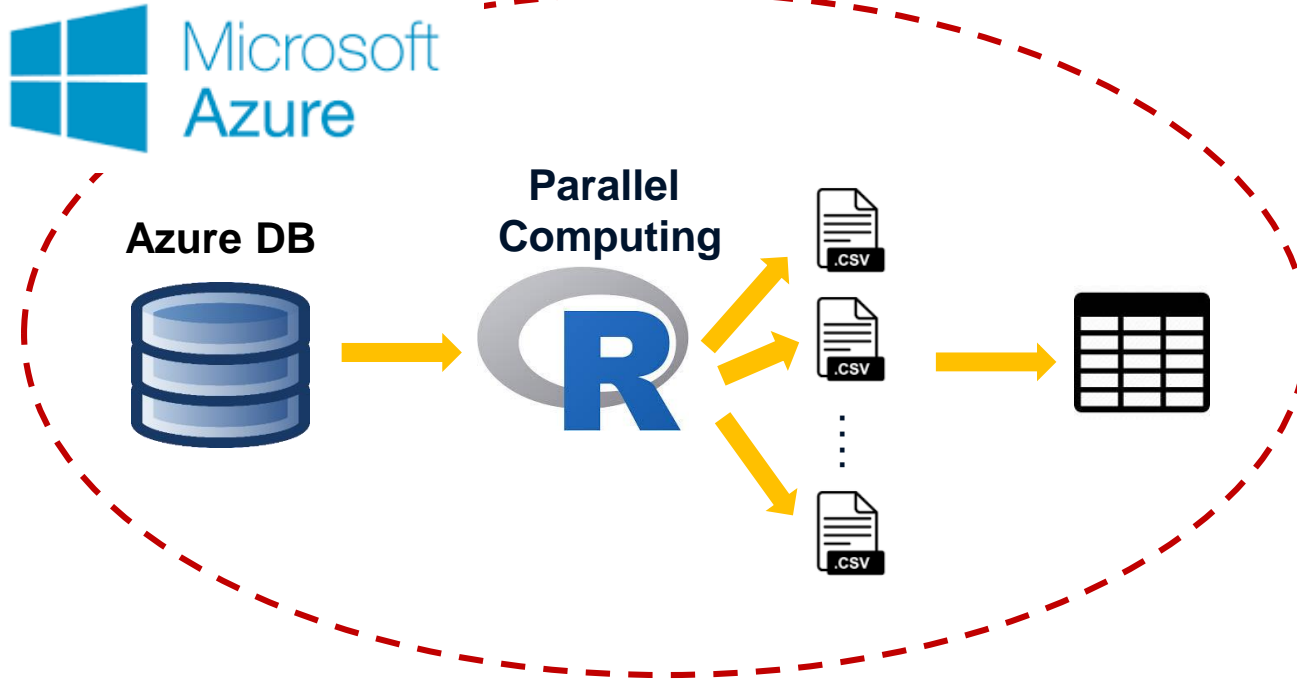 Microsoft
Azure
Azure DB
Parallel
Computing
R
.CSV
.CSV
.CSV